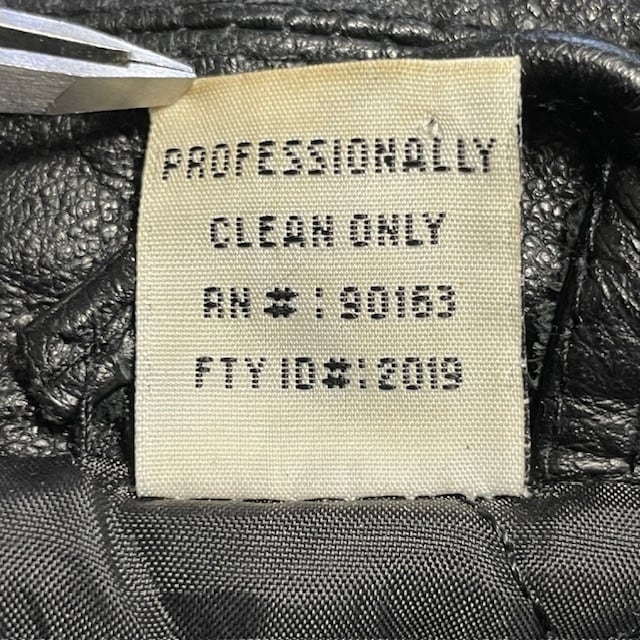 PROFESSIONALLY
CLEAN ONLY
RN #: 90163
FTY ID#: 2019